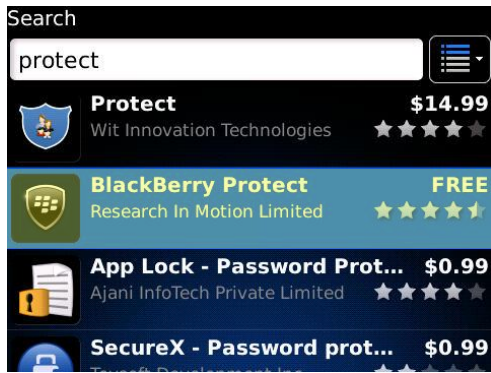 Search
protect
Protect $14.99
Wit Innovation Technologies
BlackBerry Protect FREE
Research In Motion Limited
App Lock - Password Prot... $0.99
Ajani InfoTech Private Limited
SecureX - Password prot... $0.99